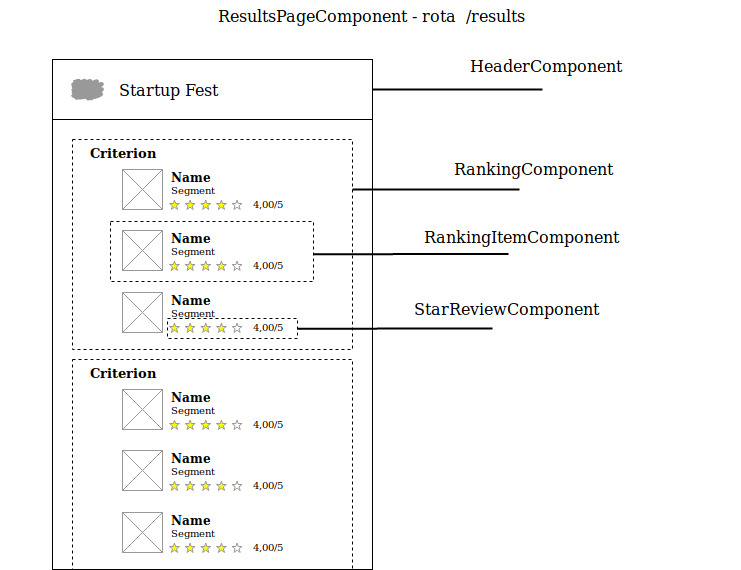 ResultsPageComponent - rota  /results
HeaderComponent
Startup Fest
Criterion
RankingComponent
Name
Segment
4,00/5
RankingItemComponent
Name
Segment
4,00/5
Name
Segment
StarReviewComponent
4,00/5
Criterion
Name
Segment
4,00/5
Name
Segment
4,00/5
Name
Segment
4,00/5